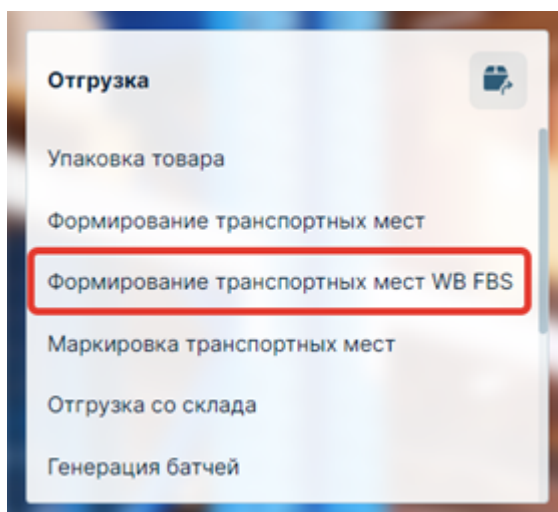 Отгрузка
Упаковка товара
Формирование транспортных мест
Формирование транспортных мест WB FBS
Маркировка транспортных мест
Отгрузка со склада
Генерация батчей